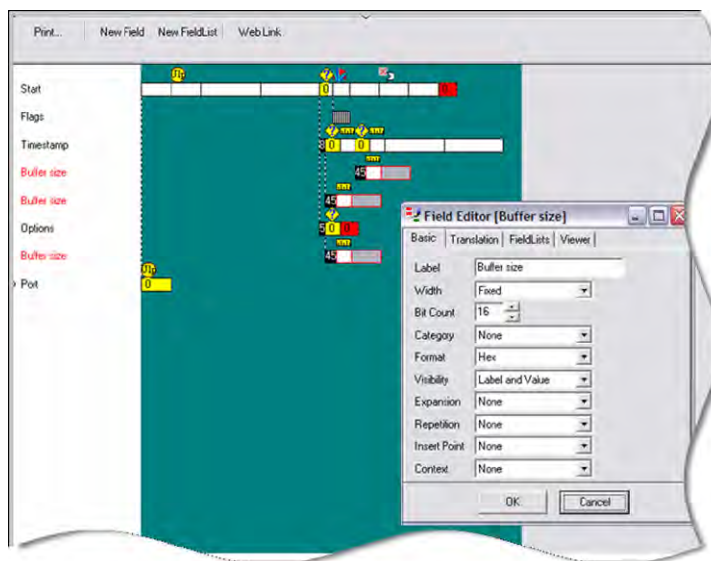 Print... New Field New FieldList Web Link
Start 0 0
Flags
Timestamp 8 0 0
Buffer size 45
Buffer size 45
Options 5 0 0
Buffer size 45
Port 0
Field Editor [Buffer size]
Basic Translation FieldLists Viewer
Label Buffer size
Width Fixed
Bit Count 16
Category None
Format Hex
Visibility Label and Value
Expansion None
Repetition None
Insert Point None
Context None
OK Cancel